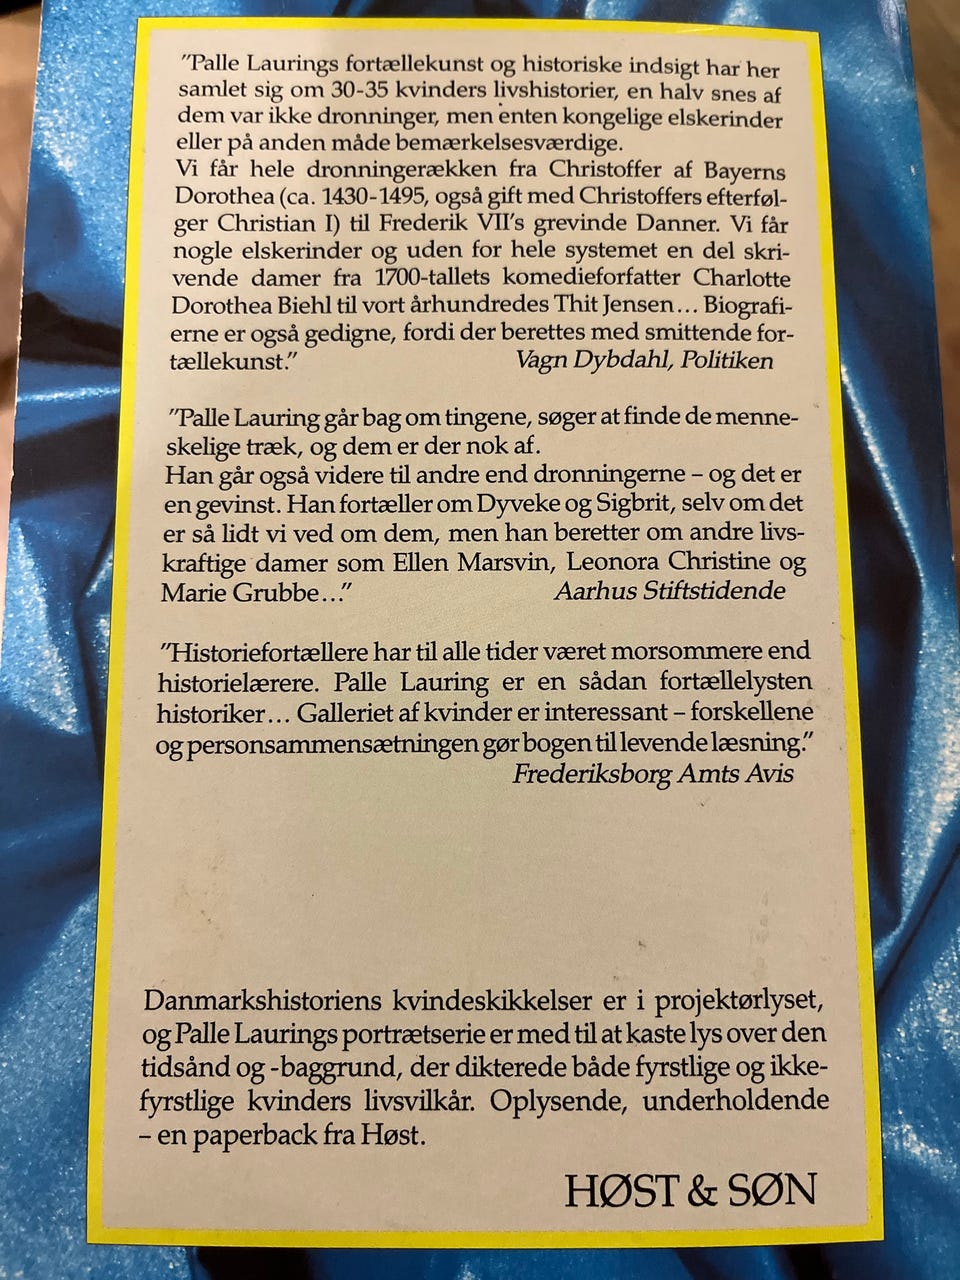 "Palle Laurings fortællekunst og historiske indsigt har her
samlet sig om 30-35 kvinders livshistorier, en halv snes af
dem var ikke dronninger, men enten kongelige elskerinder
eller på anden måde bemærkelsesværdige.
Vi får hele dronningerækken fra Christoffer af Bayerns
Dorothea (ca. 1430-1495, også gift med Christoffers efterføl-
ger Christian I) til Frederik VII's grevinde Danner. Vi får
nogle elskerinder og uden for hele systemet en del skri-
vende damer fra 1700-tallets komedieforfatter Charlotte
Dorothea Biehl til vort århundredes Thit Jensen... Biografi-
erne er også gedigne, fordi der berettes med smittende for-
tællekunst."
Vagn Dybdahl, Politiken
"Palle Lauring går bag om tingene, søger at finde de menne-
skelige træk, og dem er der nok af.
Han går også videre til andre end dronningerne – og det er
en gevinst. Han fortæller om Dyveke og Sigbrit, selv om det
er så lidt vi ved om dem, men han beretter om andre livs-
kraftige damer som Ellen Marsvin, Leonora Christine og
Marie Grubbe..."
Aarhus Stiftstidende
"Historiefortællere har til alle tider været morsommere end
historielærere. Palle Lauring er en sådan fortællelysten
historiker... Galleriet af kvinder er interessant – forskellene
og personsammensætningen gør bogen til levende læsning."
Frederiksborg Amts Avis
Danmarkshistoriens kvindeskikkelser er i projektørlyset,
og Palle Laurings portrætserie er med til at kaste lys over den
tidsånd og -baggrund, der dikterede både fyrstlige og ikke-
fyrstlige kvinders livsvilkår. Oplysende, underholdende
– en paperback fra Høst.
HØST & SØN